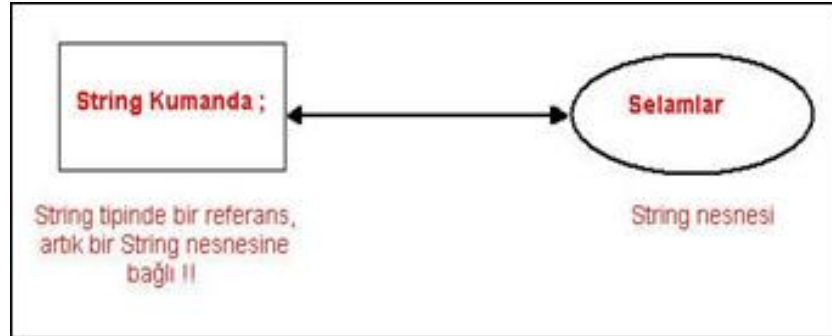 String Kumanda ;
Selamlar
String tipinde bir referans,
artık bir String nesnesine
bağlı !!
String nesnesi